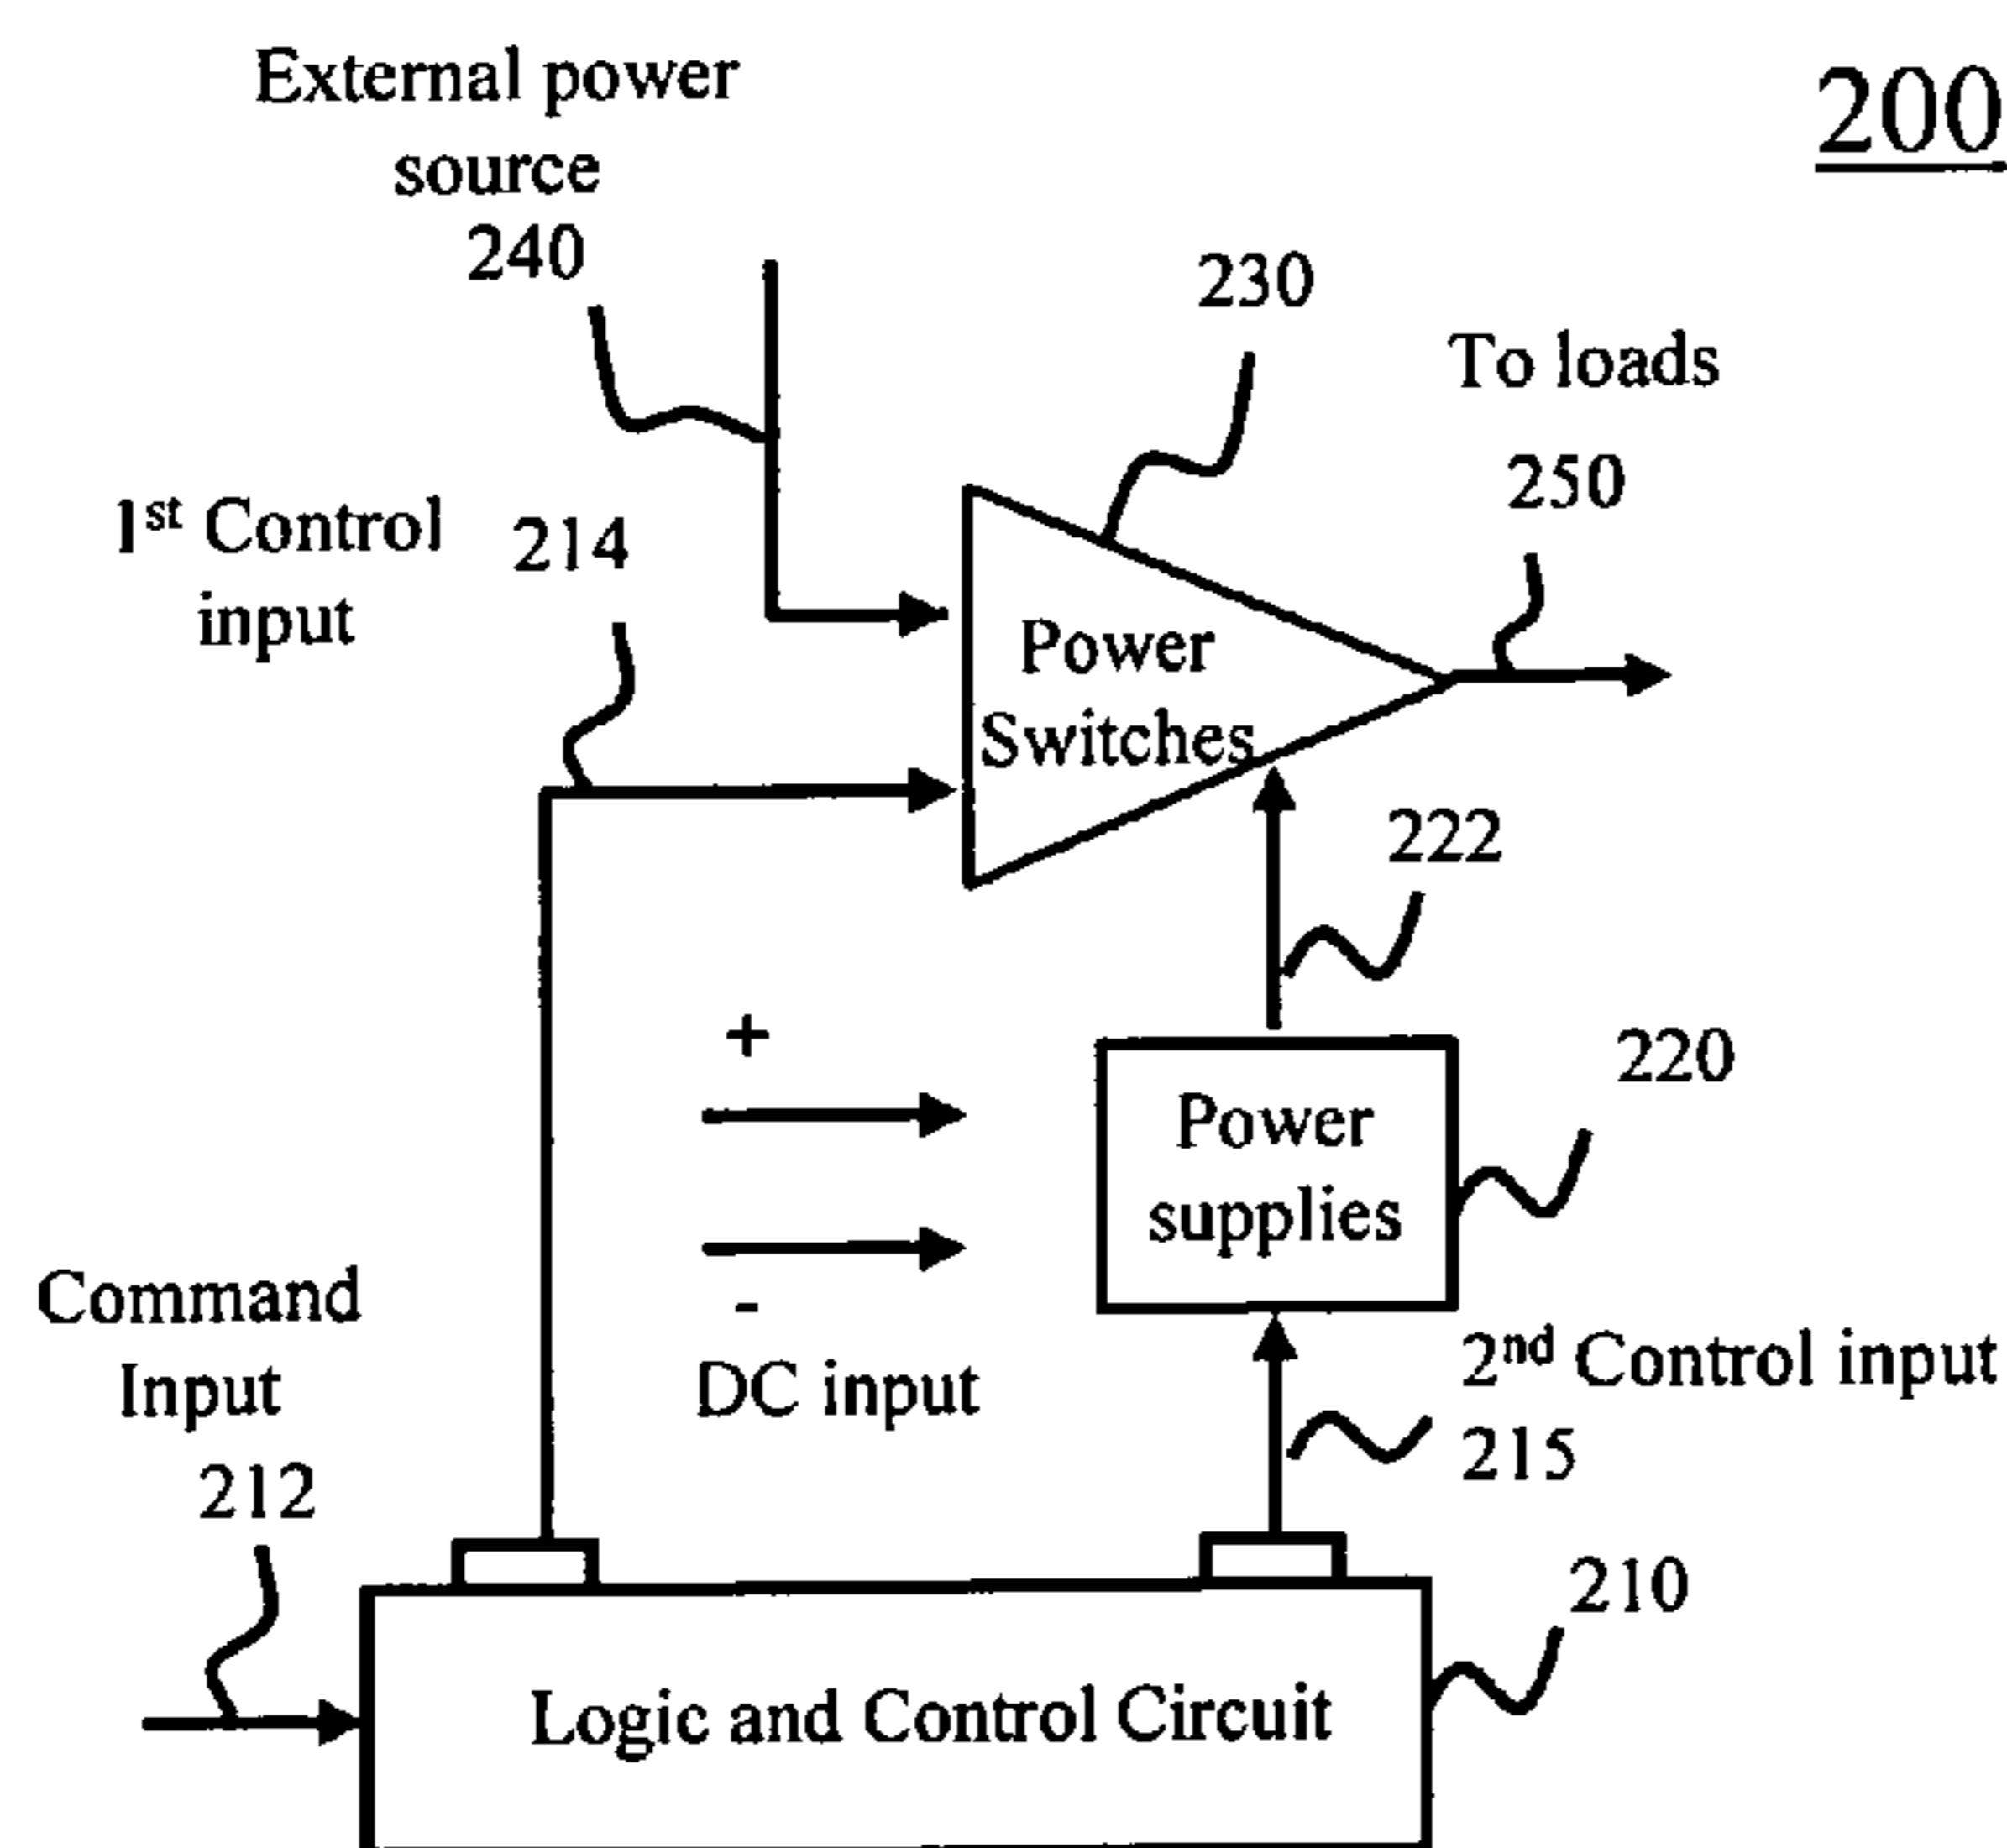 External power
source
240
200
230
To loads
250
1st Control
input
214
Power
Switches
222
+
-
DC input
220
Power
supplies
Command
Input
212
2nd Control input
215
210
Logic and Control Circuit